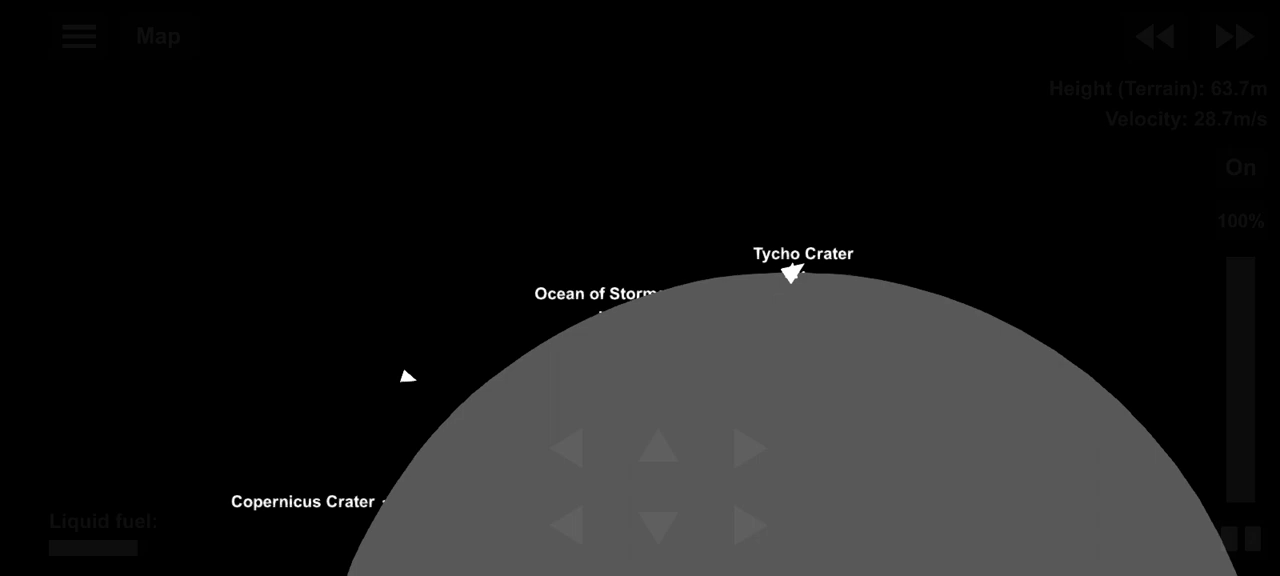 Map
Height (Terrain): 63.7m
Velocity: 28.7m/s
On
100%
Tycho Crater
Ocean of Storm
Copernicus Crater
Liquid fuel: